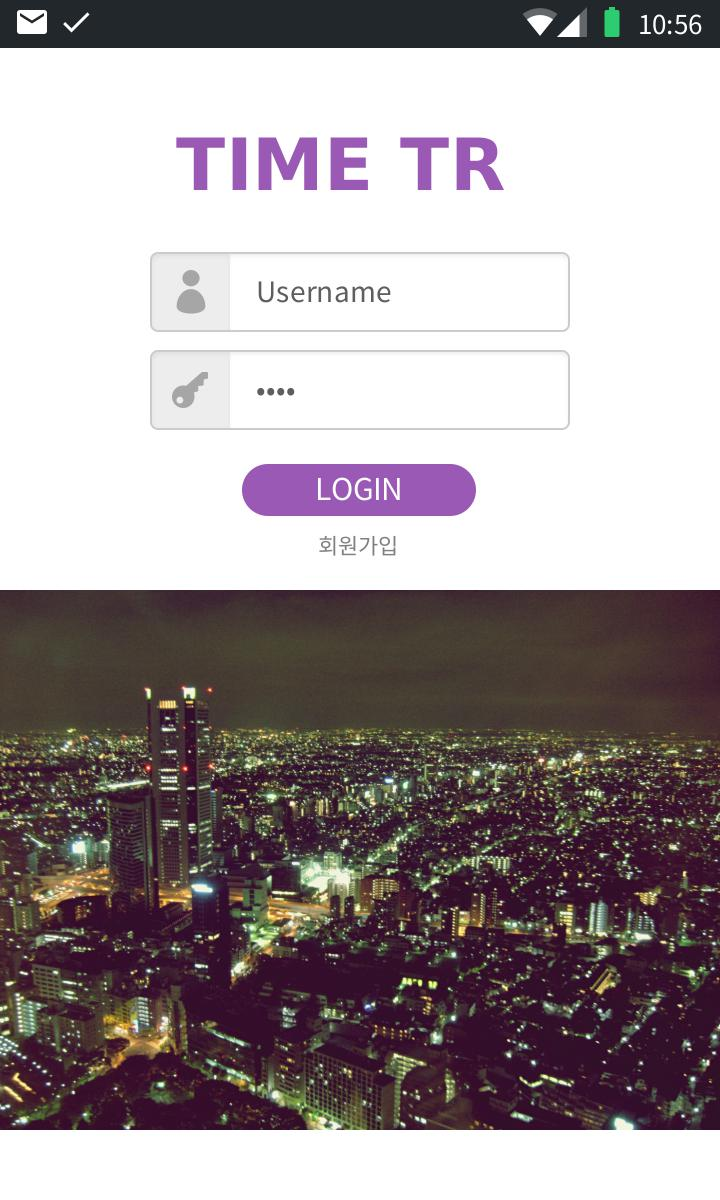 10:56
TIME TR
Username
••••
LOGIN
회원가입